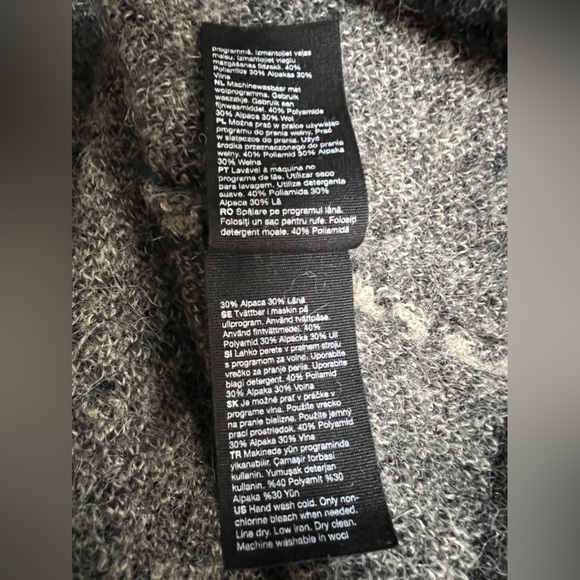 programmā. Izmantojiet veļas
maisu. Izmantojiet vieglu
mazgāšanas līdzekli. 40%
Poliamīds 30% Alpakas 30%
Vilna
NL Machinewasbaar met
wolprogramma. Gebruik
waszakje. Gebruik een
fijnwasmiddel. 40% Polyamide
30% Alpaca 30% Wol
PL Można prać w pralce używając
programu do prania wełny. Prać
w siateczce do prania. Użyć
środka przeznaczonego do prania
wełny. 40% Poliamid 30% Alpaka
30% Wełna
PT Lavável à máquina no
programa de lãs. Utilizar saco
para lavagem. Utilize detergente
suave. 40% Poliamida 30%
Alpaca 30% Lã
RO Spălare pe programul lână.
Folosiți un sac pentru rufe. Folosiți
detergent moale. 40% Poliamidă
30% Alpaca 30% Lână
SE Tvättbar i maskin på
ullprogram. Använd tvättpåse.
Använd fintvättmedel. 40%
Polyamid 30% Alpacka 30% Ull
SI Lahko perete v pralnem stroju
s programom za volno. Uporabite
vrečko za pranje perila. Uporabite
blagi detergent. 40% Poliamid
30% Alpaka 30% Volna
SK Je možné prať v práčke v
programe vlna. Použite vrecko
na pranie bielizne. Použite jemný
prací prostriedok. 40% Polyamid
30% Alpaka 30% Vlna
TR Makinede yün programında
yıkanabilir. Çamaşır torbası
kullanin. Yumuşak deterjan
kullanin. %40 Polyamit %30
Alpaka %30 Yün
US Hand wash cold. Only non-
chlorine bleach when needed.
Line dry. Low iron. Dry clean.
Machine washable in wool